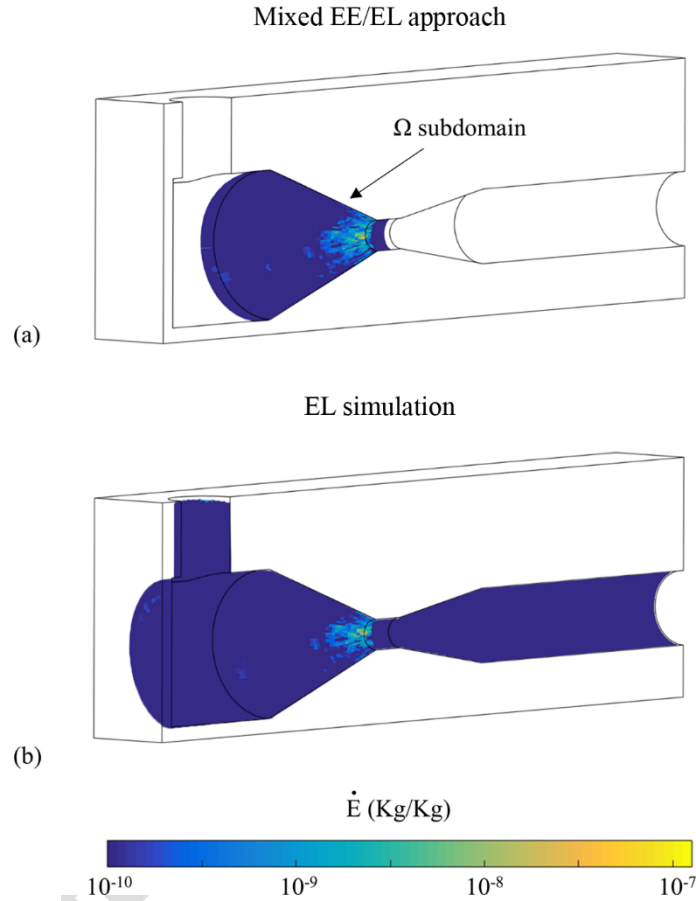 Mixed EE/EL approach
Ω subdomain
(a)
EL simulation
(b)
Ė (Kg/Kg)
10⁻¹⁰ 10⁻⁹ 10⁻⁸ 10⁻⁷